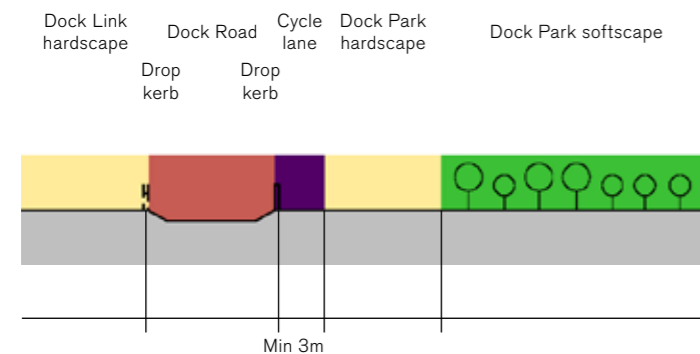 Dock Link
hardscape
Dock Road
Cycle
lane
Dock Park
hardscape
Dock Park softscape
Drop
kerb
Drop
kerb
Min 3m